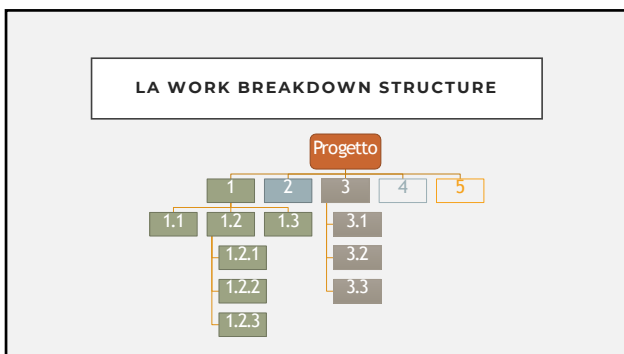 LA WORK BREAKDOWN STRUCTURE
Progetto
1 2 3 4 5
1.1 1.2 1.3 3.1
1.2.1 3.2
1.2.2 3.3
1.2.3